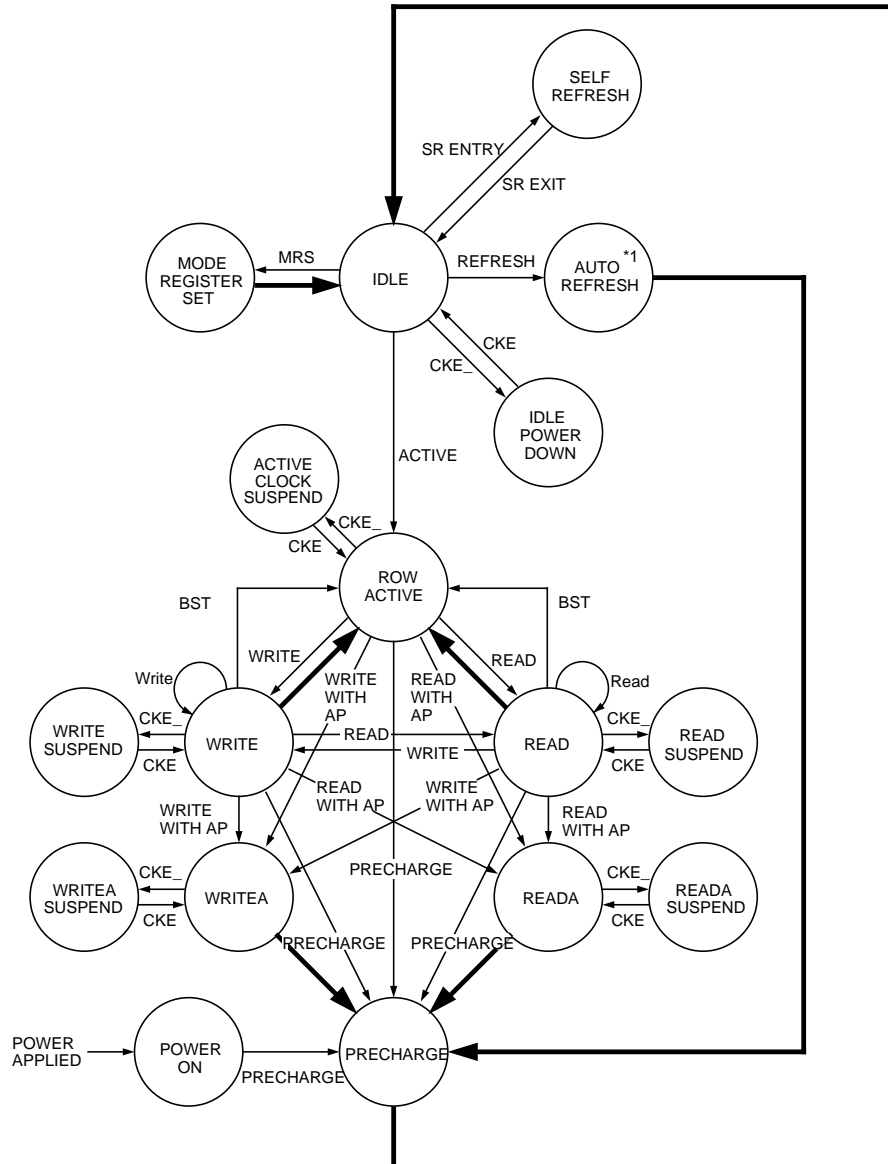 SELF
REFRESH
SR ENTRY
SR EXIT
MODE
REGISTER
SET
MRS
IDLE
REFRESH
AUTO *1
REFRESH
CKE
CKE_
IDLE
POWER
DOWN
ACTIVE
ACTIVE
CLOCK
SUSPEND
CKE_
CKE
ROW
ACTIVE
BST
BST
WRITE
READ
Write
WRITE
WITH
AP
READ
WITH
AP
Read
WRITE
SUSPEND
CKE_
CKE
WRITE
READ
WRITE
READ
CKE_
CKE
READ
SUSPEND
WRITE
WITH AP
READ
WITH AP
WRITE
WITH AP
READ
WITH AP
WRITEA
SUSPEND
CKE_
CKE
WRITEA
PRECHARGE
READA
CKE_
CKE
READA
SUSPEND
PRECHARGE
PRECHARGE
POWER
APPLIED
POWER
ON
PRECHARGE
PRECHARGE